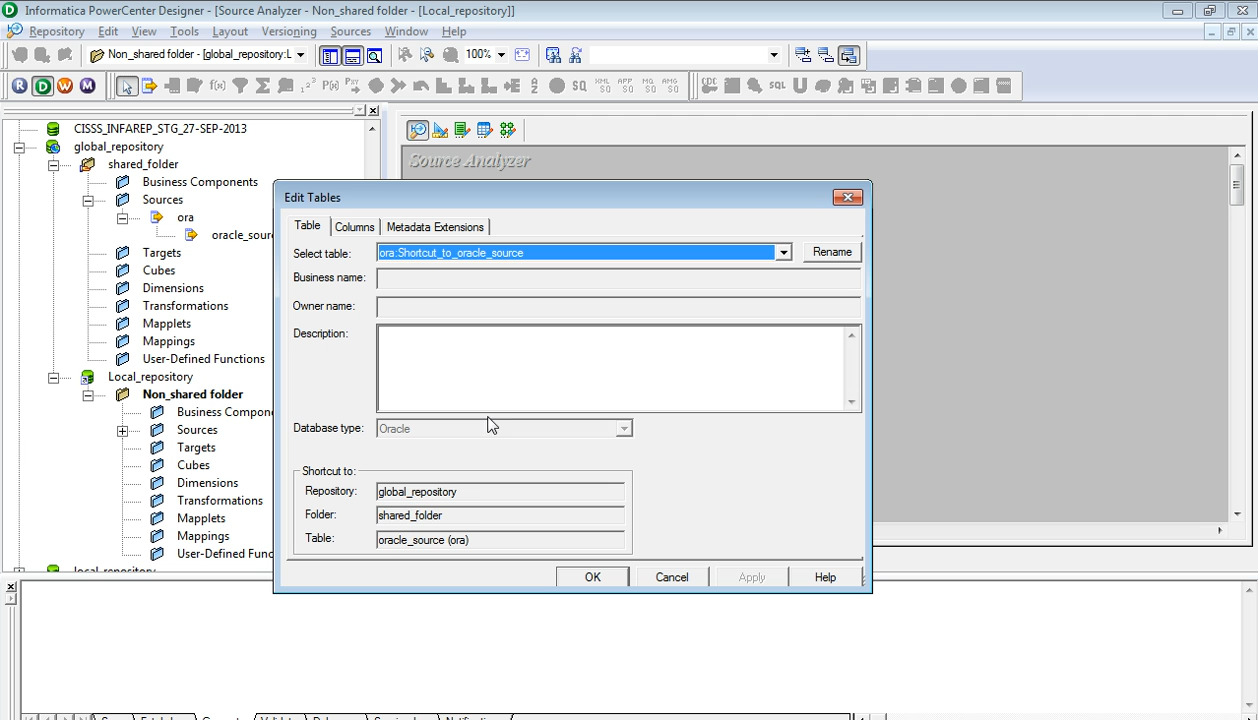 Informatica PowerCenter Designer - [Source Analyzer - Non_shared folder - [Local_repository]]
Repository Edit View Tools Layout Versioning Sources Window Help
Non_shared folder - [global_repository:L
100%
CISSS_INFAREP_STG_27-SEP-2013
global_repository
shared_folder
Business Components
Sources
ora
oracle_sour
Targets
Cubes
Dimensions
Transformations
Mapplets
Mappings
User-Defined Functions
Local_repository
Non_shared folder
Business Compon
Sources
Targets
Cubes
Dimensions
Transformations
Mapplets
Mappings
User-Defined Func
Source Analyzer
Edit Tables
Table Columns Metadata Extensions
Select table: ora:Shortcut_to_oracle_source Rename
Business name:
Owner name:
Description:
Database type: Oracle
Shortcut to:
Repository: global_repository
Folder: shared_folder
Table: oracle_source (ora)
OK Cancel Apply Help